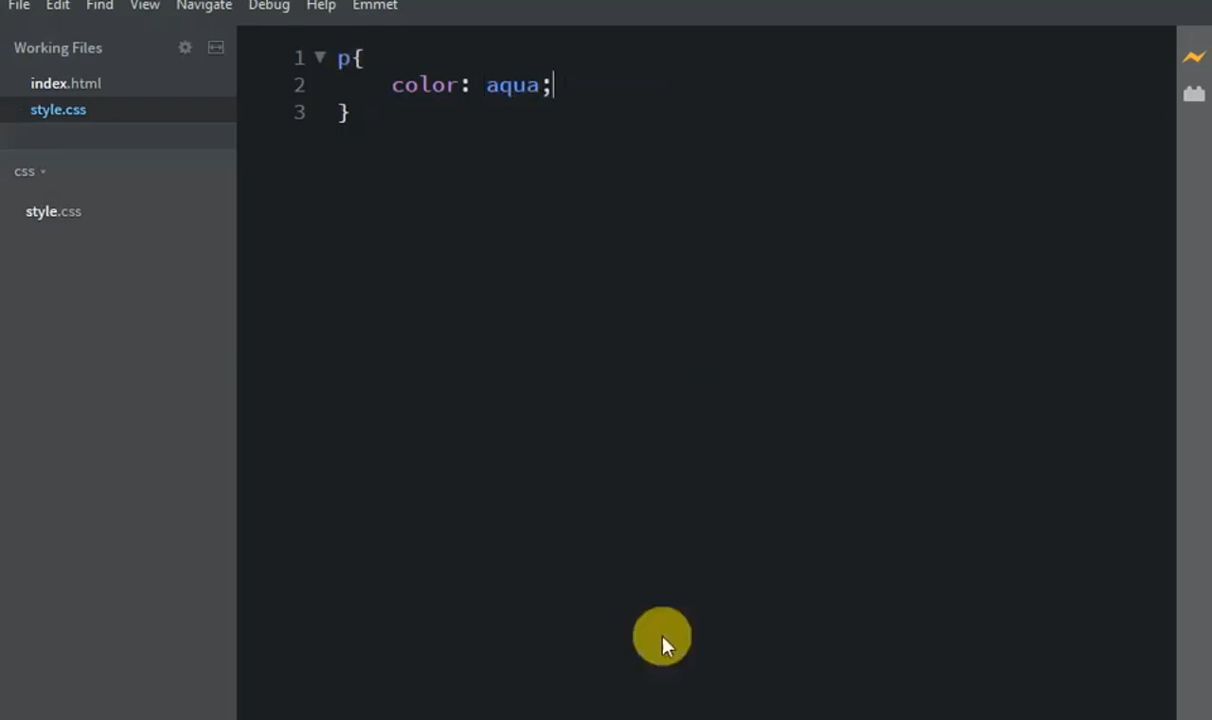 File Edit Find View Navigate Debug Help Emmet
Working Files
index.html
style.css
css
style.css
1 p{
2 color: aqua;
3 }